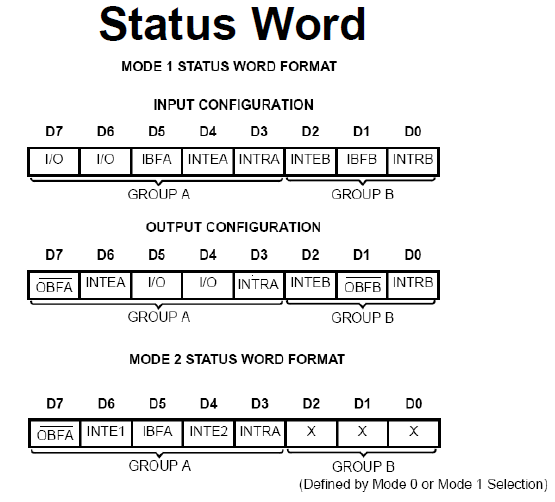 Status Word
MODE 1 STATUS WORD FORMAT
INPUT CONFIGURATION
D7 D6 D5 D4 D3 D2 D1 D0
I/O I/O IBFA INTEA INTRA INTEB IBFB INTRB
GROUP A GROUP B
OUTPUT CONFIGURATION
D7 D6 D5 D4 D3 D2 D1 D0
O̅B̅F̅A̅ INTEA I/O I/O INTRA INTEB O̅B̅F̅B̅ INTRB
GROUP A GROUP B
MODE 2 STATUS WORD FORMAT
D7 D6 D5 D4 D3 D2 D1 D0
O̅B̅F̅A̅ INTE1 IBFA INTE2 INTRA X X X
GROUP A GROUP B
(Defined by Mode 0 or Mode 1 Selection)